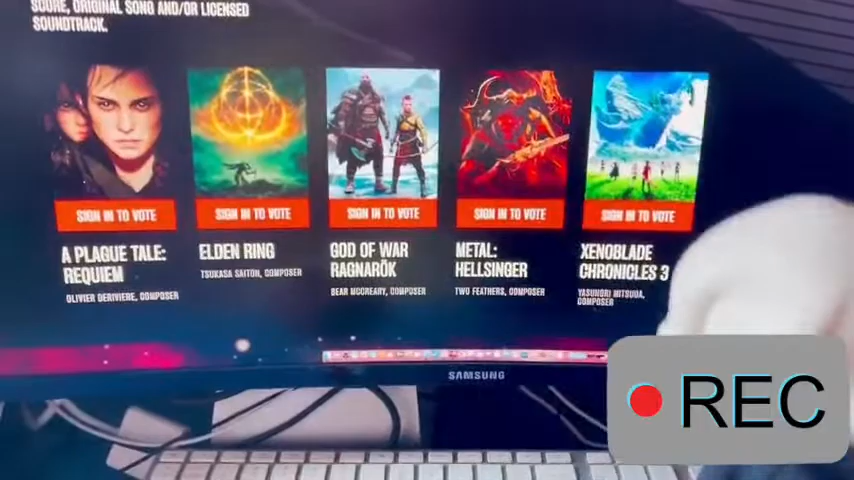 SCORE, ORIGINAL SONG AND/OR LICENSED
SOUNDTRACK.
SIGN IN TO VOTE
SIGN IN TO VOTE
SIGN IN TO VOTE
SIGN IN TO VOTE
SIGN IN TO VOTE
A PLAGUE TALE:
REQUIEM
OLIVIER DERIVIERE, COMPOSER
ELDEN RING
TSUKASA SAITOH, COMPOSER
GOD OF WAR
RAGNARÖK
BEAR MCCREARY, COMPOSER
METAL:
HELLSINGER
TWO FEATHERS, COMPOSER
XENOBLADE
CHRONICLES 3
YASUNORI MITSUDA,
COMPOSER
SAMSUNG
REC